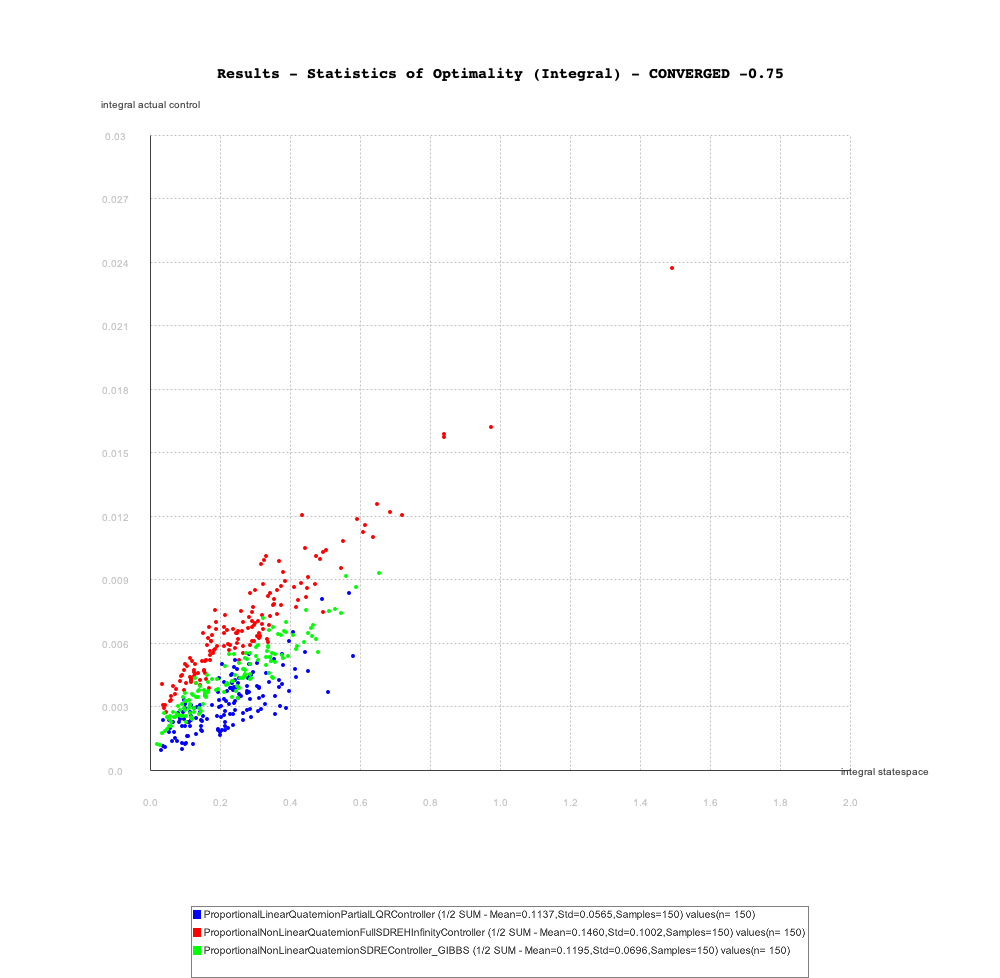 Results - Statistics of Optimality (Integral) - CONVERGED -0.75
integral actual control
0.03
0.027
0.024
0.021
0.018
0.015
0.012
0.009
0.006
0.003
0.0
integral statespace
0.0 0.2 0.4 0.6 0.8 1.0 1.2 1.4 1.6 1.8 2.0
ProportionalLinearQuaternionPartialLQRController (1/2 SUM - Mean=0.1137,Std=0.0565,Samples=150) values(n= 150)
ProportionalNonLinearQuaternionFullSDREHInfinityController (1/2 SUM - Mean=0.1460,Std=0.1002,Samples=150) values(n= 150)
ProportionalNonLinearQuaternionSDREController_GIBBS (1/2 SUM - Mean=0.1195,Std=0.0696,Samples=150) values(n= 150)